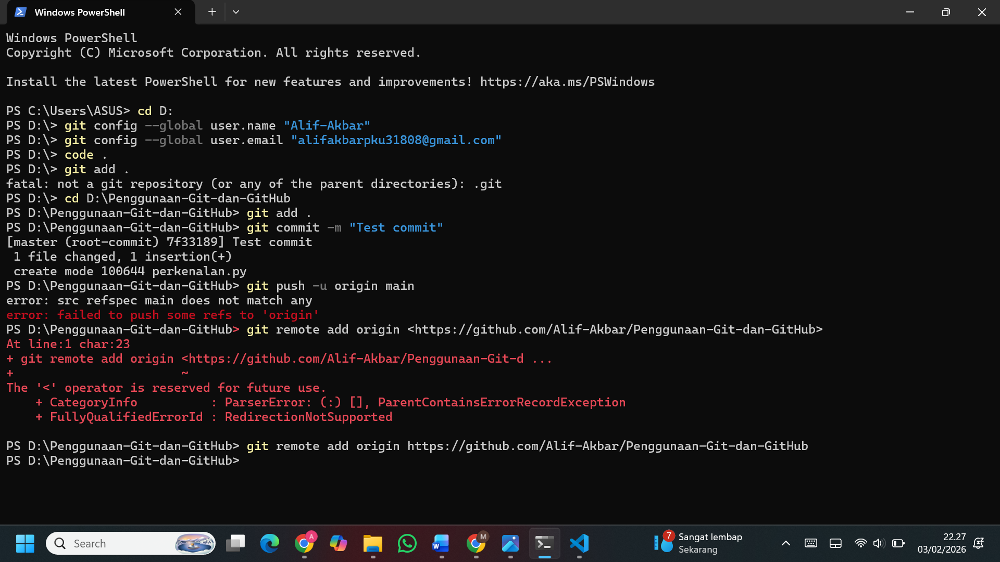 Windows PowerShell
Windows PowerShell
Copyright (C) Microsoft Corporation. All rights reserved.
Install the latest PowerShell for new features and improvements! https://aka.ms/PSWindows
PS C:\Users\ASUS> cd D:
PS D:\> git config --global user.name "Alif-Akbar"
PS D:\> git config --global user.email "alifakbarpku31808@gmail.com"
PS D:\> code .
PS D:\> git add .
fatal: not a git repository (or any of the parent directories): .git
PS D:\> cd D:\Penggunaan-Git-dan-GitHub
PS D:\Penggunaan-Git-dan-GitHub> git add .
PS D:\Penggunaan-Git-dan-GitHub> git commit -m "Test commit"
[master (root-commit) 7f33189] Test commit
 1 file changed, 1 insertion(+)
 create mode 100644 perkenalan.py
PS D:\Penggunaan-Git-dan-GitHub> git push -u origin main
error: src refspec main does not match any
error: failed to push some refs to 'origin'
PS D:\Penggunaan-Git-dan-GitHub> git remote add origin <https://github.com/Alif-Akbar/Penggunaan-Git-dan-GitHub>
At line:1 char:23
+ git remote add origin <https://github.com/Alif-Akbar/Penggunaan-Git-d ...
+                       ~
The '<' operator is reserved for future use.
    + CategoryInfo          : ParserError: (:) [], ParentContainsErrorRecordException
    + FullyQualifiedErrorId : RedirectionNotSupported
PS D:\Penggunaan-Git-dan-GitHub> git remote add origin https://github.com/Alif-Akbar/Penggunaan-Git-dan-GitHub
PS D:\Penggunaan-Git-dan-GitHub>
Search
A
W
M
7
Sangat lembap
Sekarang
22.27
03/02/2026